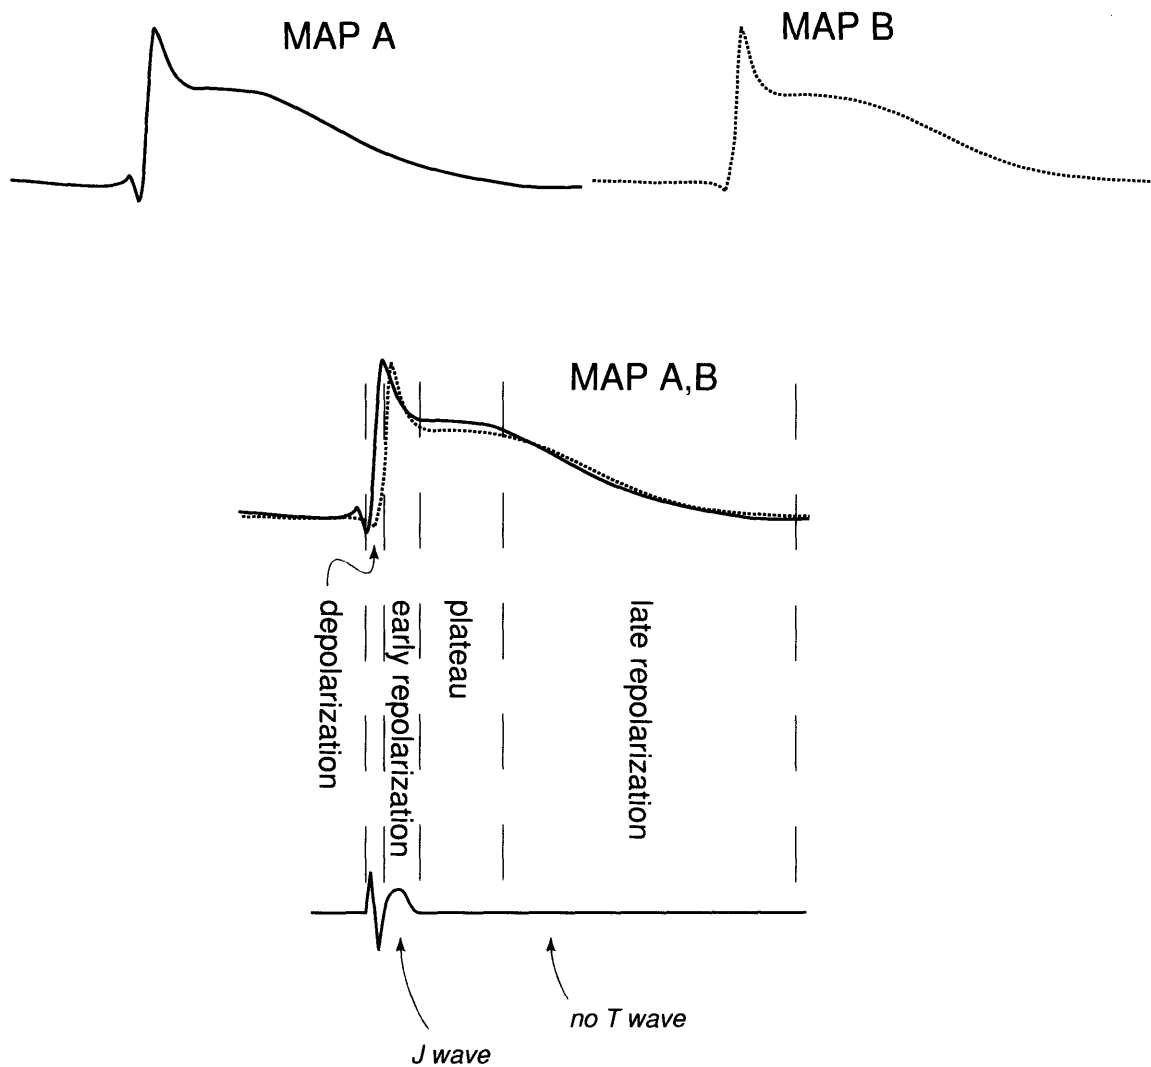 MAP A
MAP B
MAP A,B
depolarization
early repolarization
plateau
late repolarization
no T wave
J wave